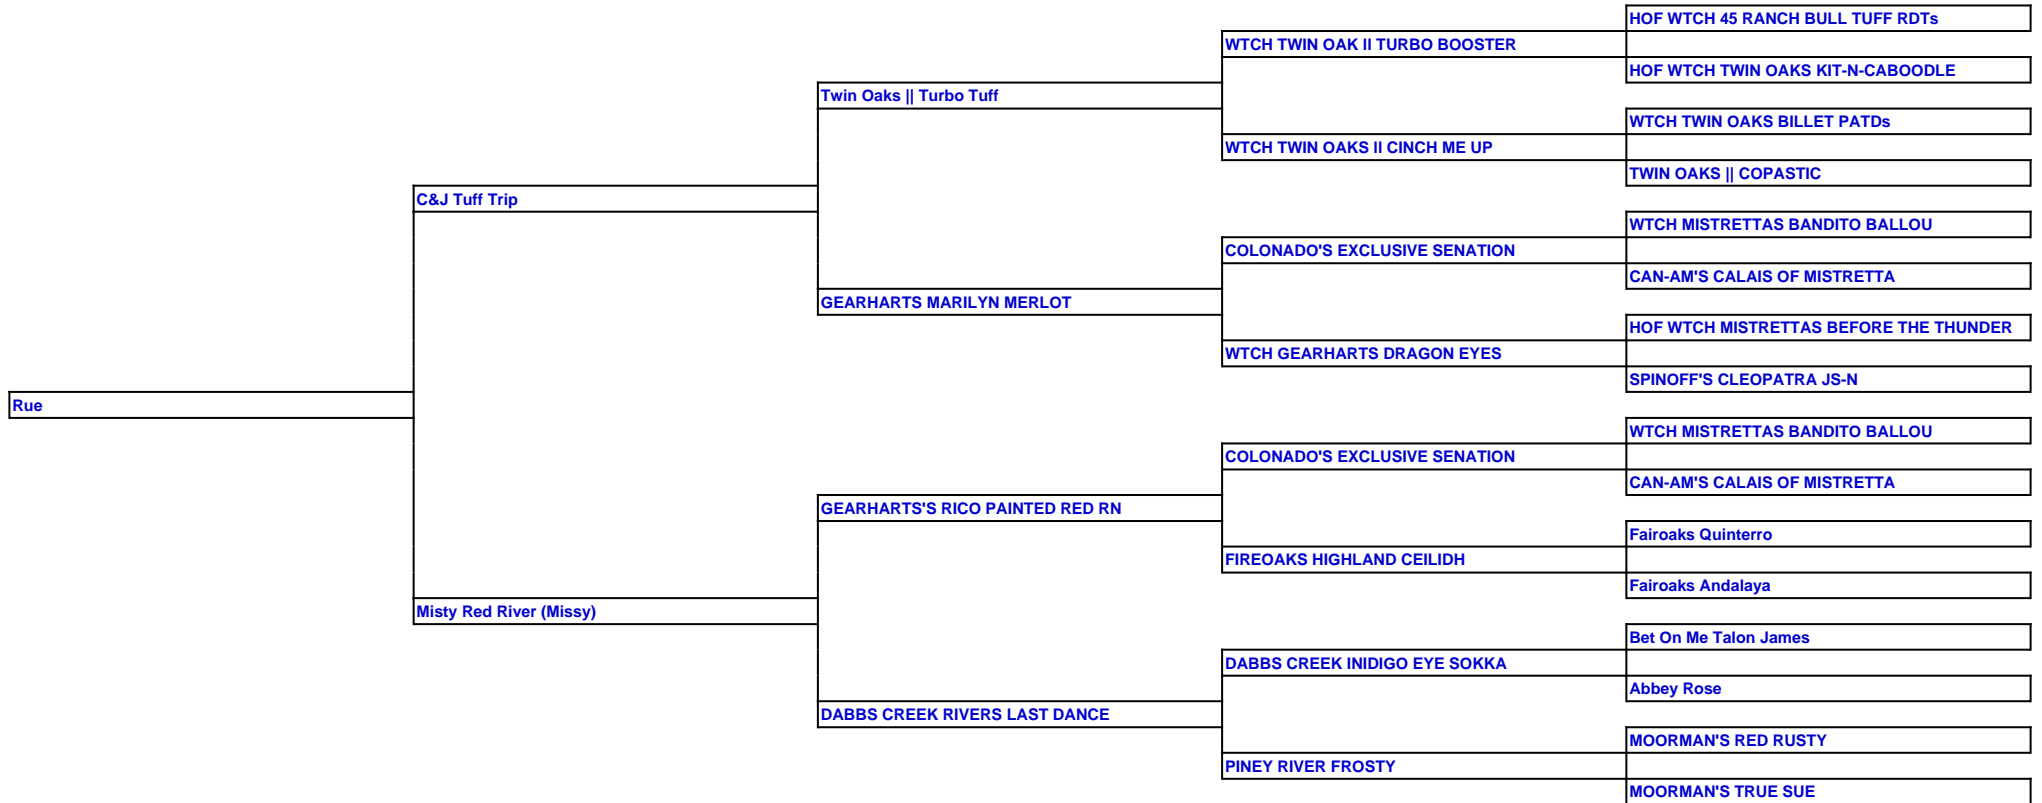 HOF WTCH 45 RANCH BULL TUFF RDTs
WTCH TWIN OAK II TURBO BOOSTER
HOF WTCH TWIN OAKS KIT-N-CABOODLE
Twin Oaks || Turbo Tuff
WTCH TWIN OAKS BILLET PATDs
WTCH TWIN OAKS II CINCH ME UP
TWIN OAKS || COPASTIC
C&J Tuff Trip
WTCH MISTRETTAS BANDITO BALLOU
COLONADO'S EXCLUSIVE SENATION
CAN-AM'S CALAIS OF MISTRETTA
GEARHARTS MARILYN MERLOT
HOF WTCH MISTRETTAS BEFORE THE THUNDER
WTCH GEARHARTS DRAGON EYES
SPINOFF'S CLEOPATRA JS-N
Rue
WTCH MISTRETTAS BANDITO BALLOU
COLONADO'S EXCLUSIVE SENATION
CAN-AM'S CALAIS OF MISTRETTA
GEARHARTS'S RICO PAINTED RED RN
Fairoaks Quinterro
FIREOAKS HIGHLAND CEILIDH
Fairoaks Andalaya
Misty Red River (Missy)
Bet On Me Talon James
DABBS CREEK INIDIGO EYE SOKKA
Abbey Rose
DABBS CREEK RIVERS LAST DANCE
MOORMAN'S RED RUSTY
PINEY RIVER FROSTY
MOORMAN'S TRUE SUE